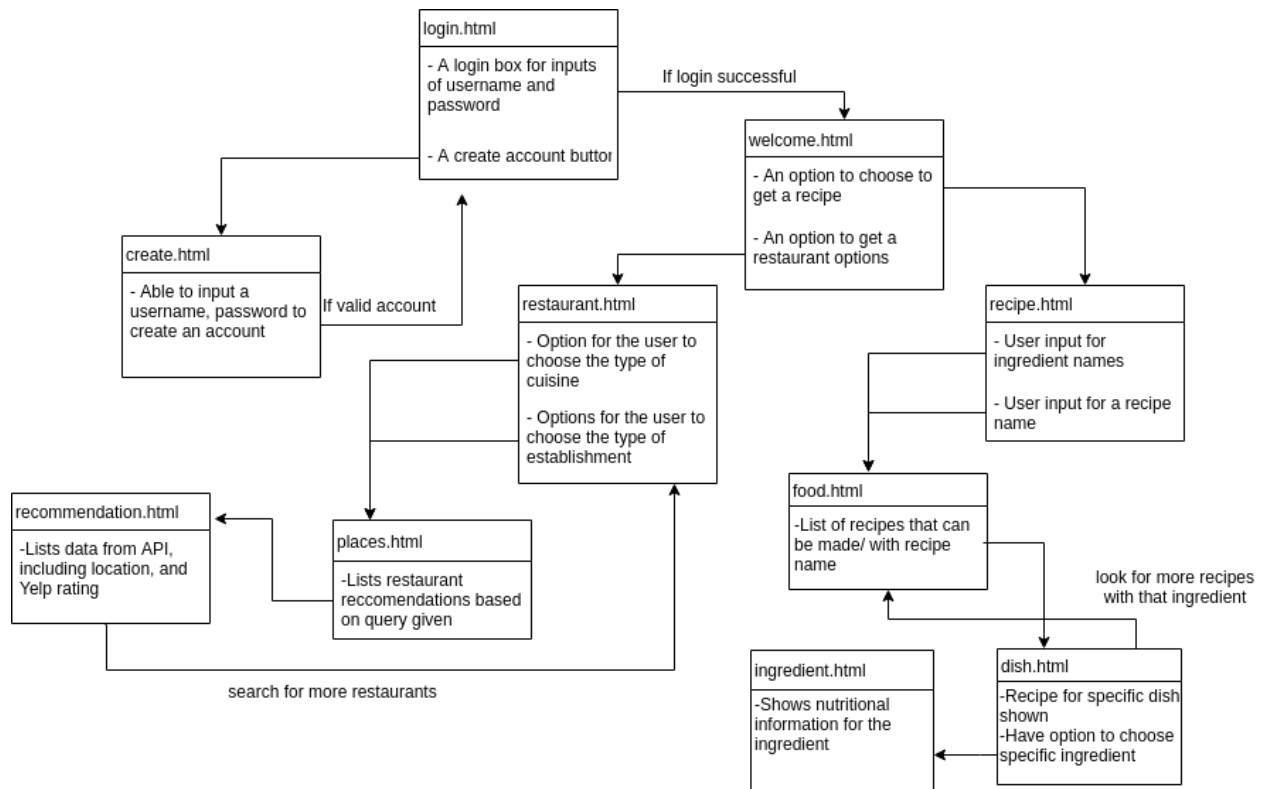 login.html
- A login box for inputs
of username and
password
- A create account button
If login successful
welcome.html
- An option to choose to
get a recipe
- An option to get a
restaurant options
create.html
- Able to input a
username, password to
create an account
If valid account
restaurant.html
- Option for the user to
choose the type of
cuisine
- Options for the user to
choose the type of
establishment
recipe.html
- User input for
ingredient names
- User input for a recipe
name
recommendation.html
-Lists data from API,
including location, and
Yelp rating
places.html
-Lists restaurant
reccomendations based
on query given
food.html
-List of recipes that can
be made/ with recipe
name
look for more recipes
with that ingredient
search for more restaurants
ingredient.html
-Shows nutritional
information for the
ingredient
dish.html
-Recipe for specific dish
shown
-Have option to choose
specific ingredient